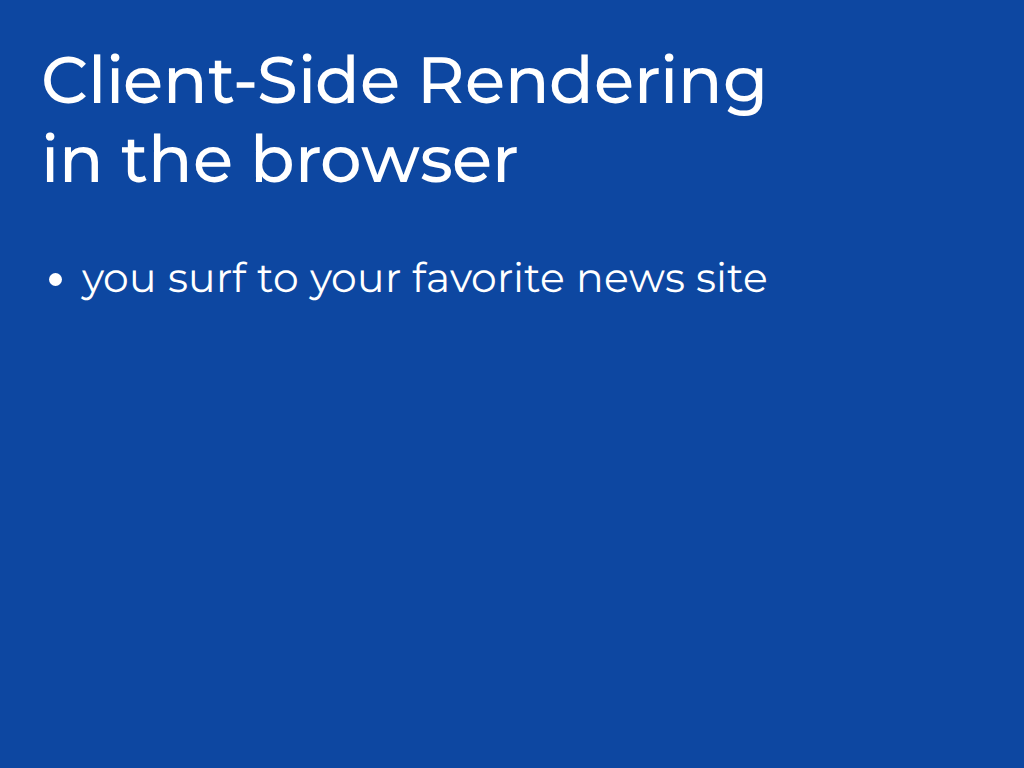 Client-Side Rendering
in the browser
• you surf to your favorite news site